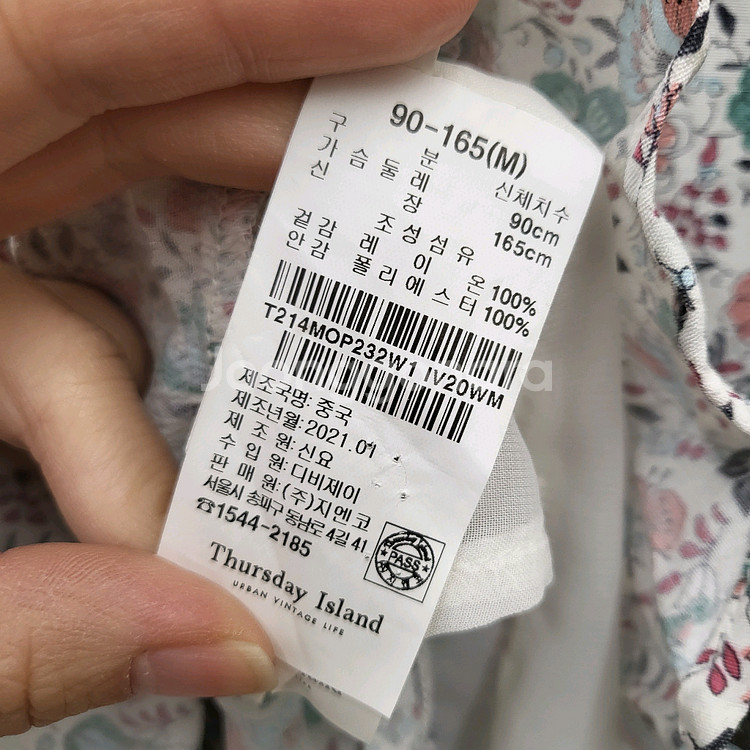 90-165(M)
구 분 신체치수
가 슴 둘 레 90cm
신 장 165cm
조성섬유
겉감 레 이 온 100%
안감 폴리에스터 100%
T214MOP232W1 IV20WM
제조국명: 중국
제조년월: 2021.01
제 조 원: 신요
수 입 원: 디비제이
판 매 원: (주)지엔코
서울시 송파구 동남로 4길 41
☎1544-2185
PASS
Thursday Island
URBAN VINTAGE LIFE